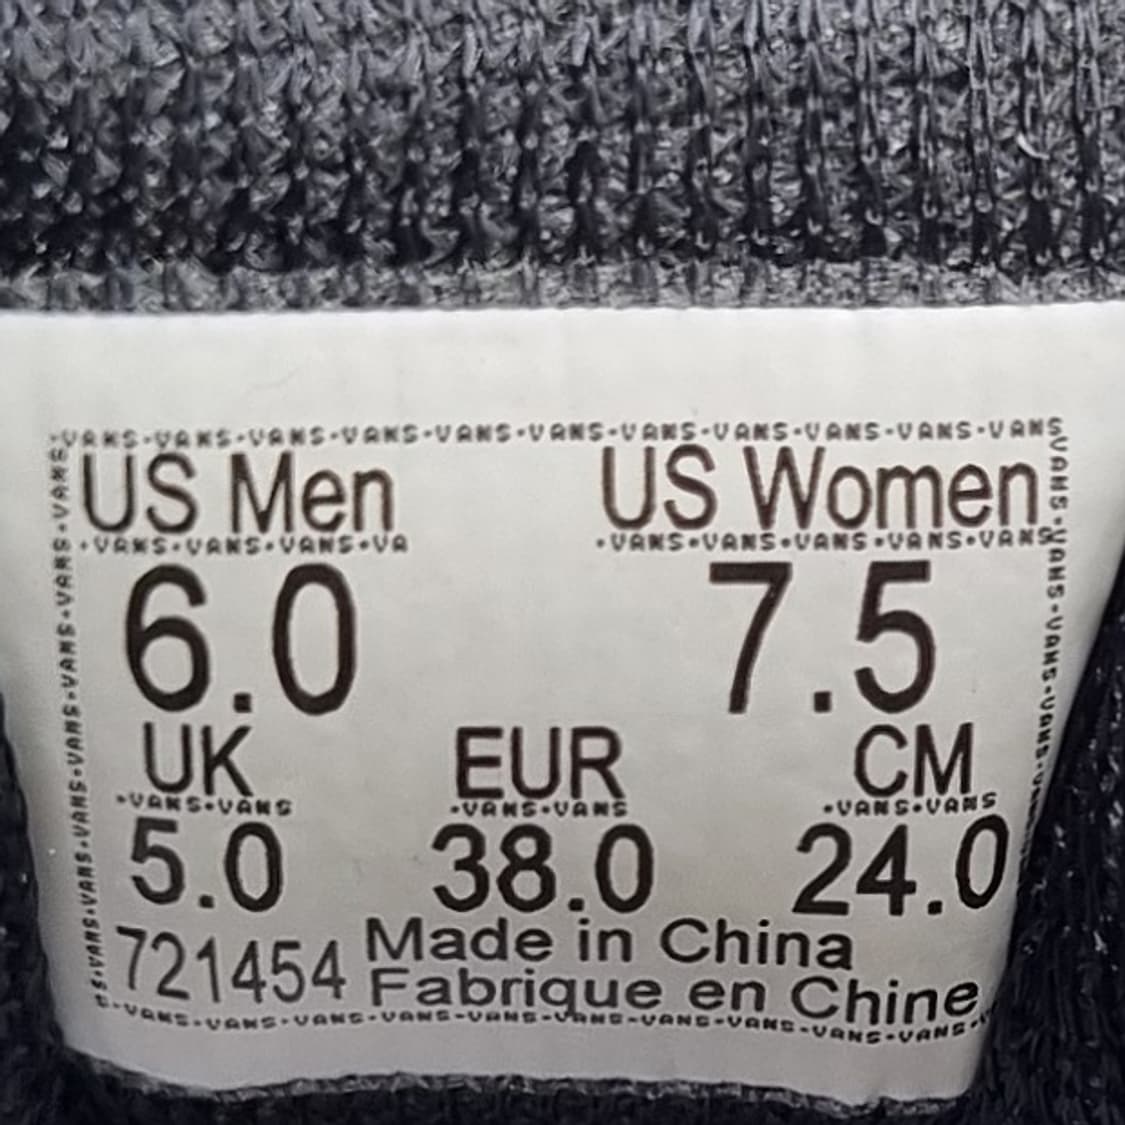 -VANS-VANS-VANS-VANS-VANS-VANS-VANS-VANS-VANS-VANS-VANS
US Men US Women
•VANS•VANS•VANS•VA •VANS•VANS•VANS•VANS•VANS
6.0 7.5
UK EUR CM
•VANS•VANS •VANS•VANS •VANS•VANS
5.0 38.0 24.0
721454 Made in China
Fabrique en Chine
-VANS-VANS-VANS-VANS-VANS-VANS-VANS-VANS-VANS-VANS